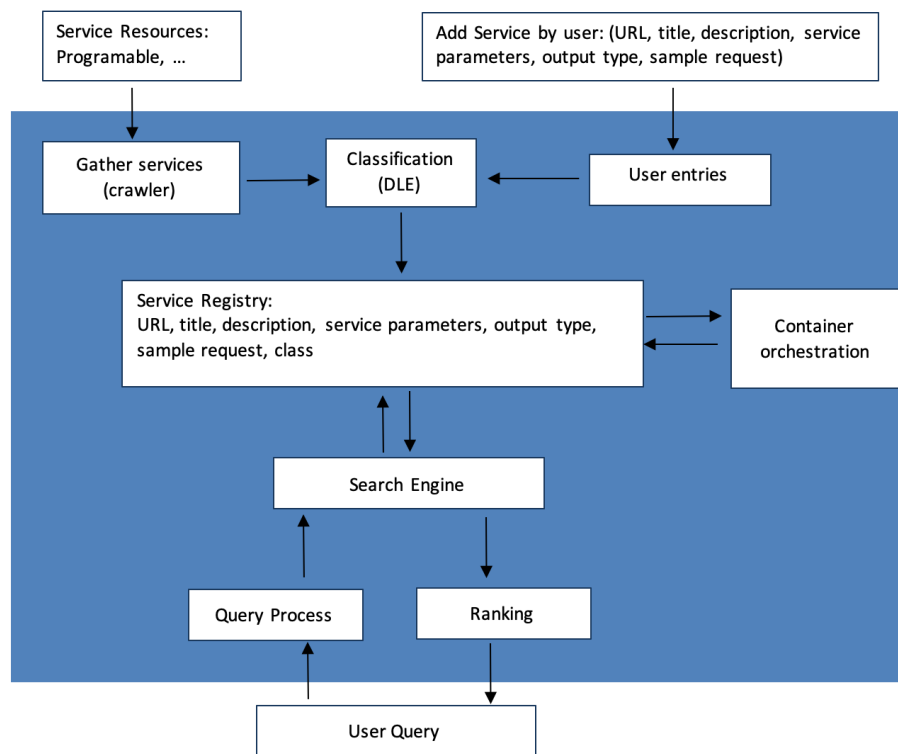 Service Resources:
Programable, ...
Add Service by user: (URL, title, description, service
parameters, output type, sample request)
Gather services
(crawler)
Classification
(DLE)
User entries
Service Registry:
URL, title, description, service parameters, output type,
sample request, class
Container
orchestration
Search Engine
Query Process
Ranking
User Query